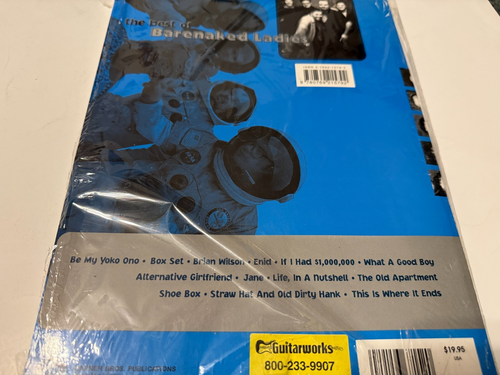 the Best of...
Barenaked Ladies
Be My Yoko Ono • Box Set • Brian Wilson • Enid • If I Had $1,000,000 • What A Good Boy
Alternative Girlfriend • Jane • Life, In A Nutshell • The Old Apartment
Shoe Box • Straw Hat And Old Dirty Hank • This Is Where It Ends
Guitarworks
800-233-9907
$19.95
USA
PUBLICATIONS